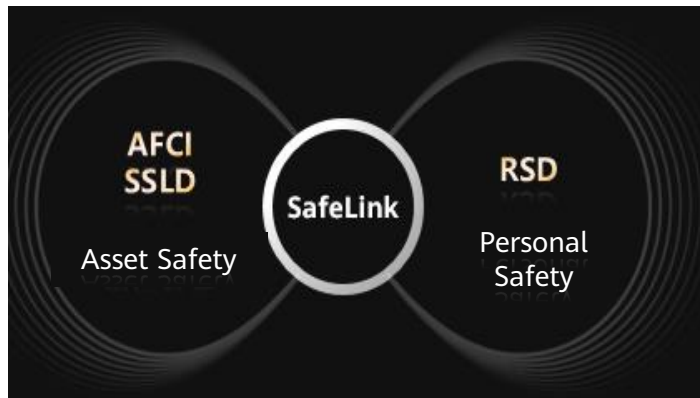 AFCI
SSLD
Asset Safety
SafeLink
RSD
Personal
Safety